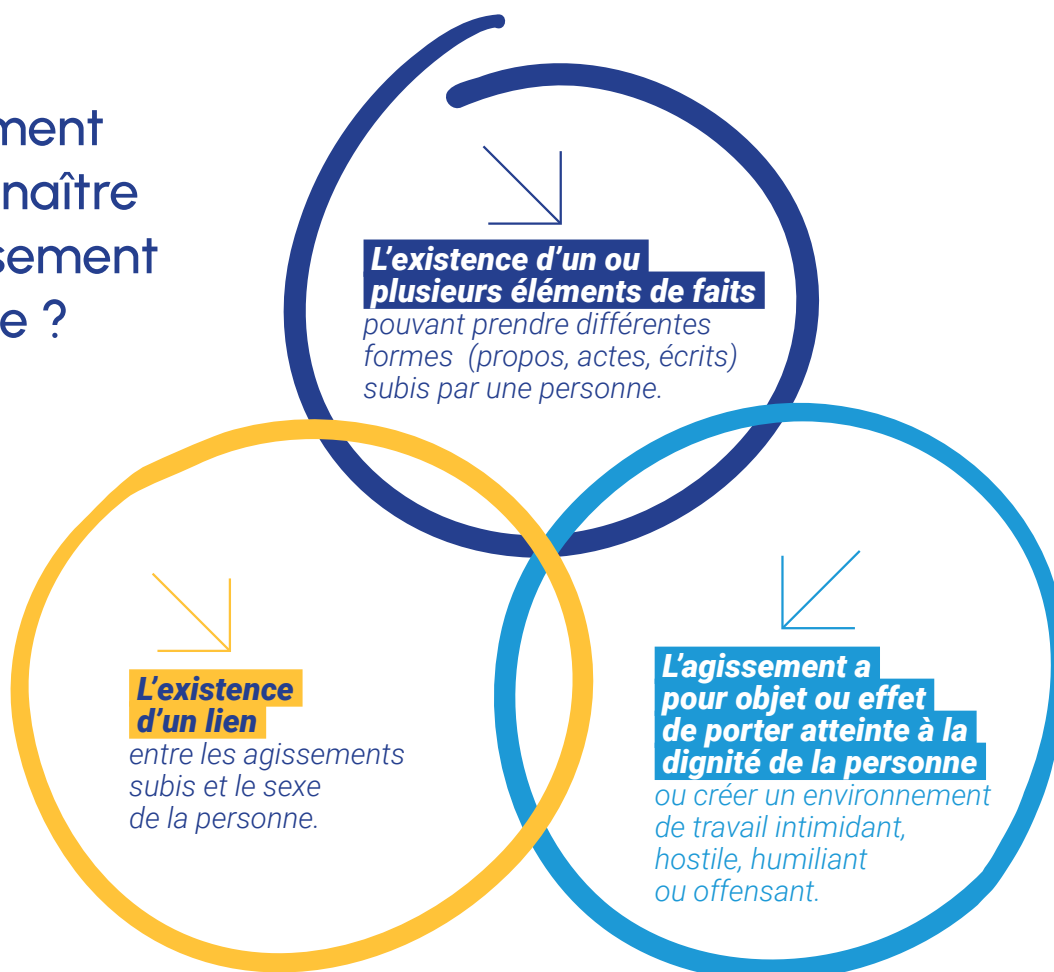 ment
naître
sement
e ?
L'existence d'un ou
plusieurs éléments de faits
pouvant prendre différentes
formes (propos, actes, écrits)
subis par une personne.
L'existence
d'un lien
entre les agissements
subis et le sexe
de la personne.
L'agissement a
pour objet ou effet
de porter atteinte à la
dignité de la personne
ou créer un environnement
de travail intimidant,
hostile, humiliant
ou offensant.